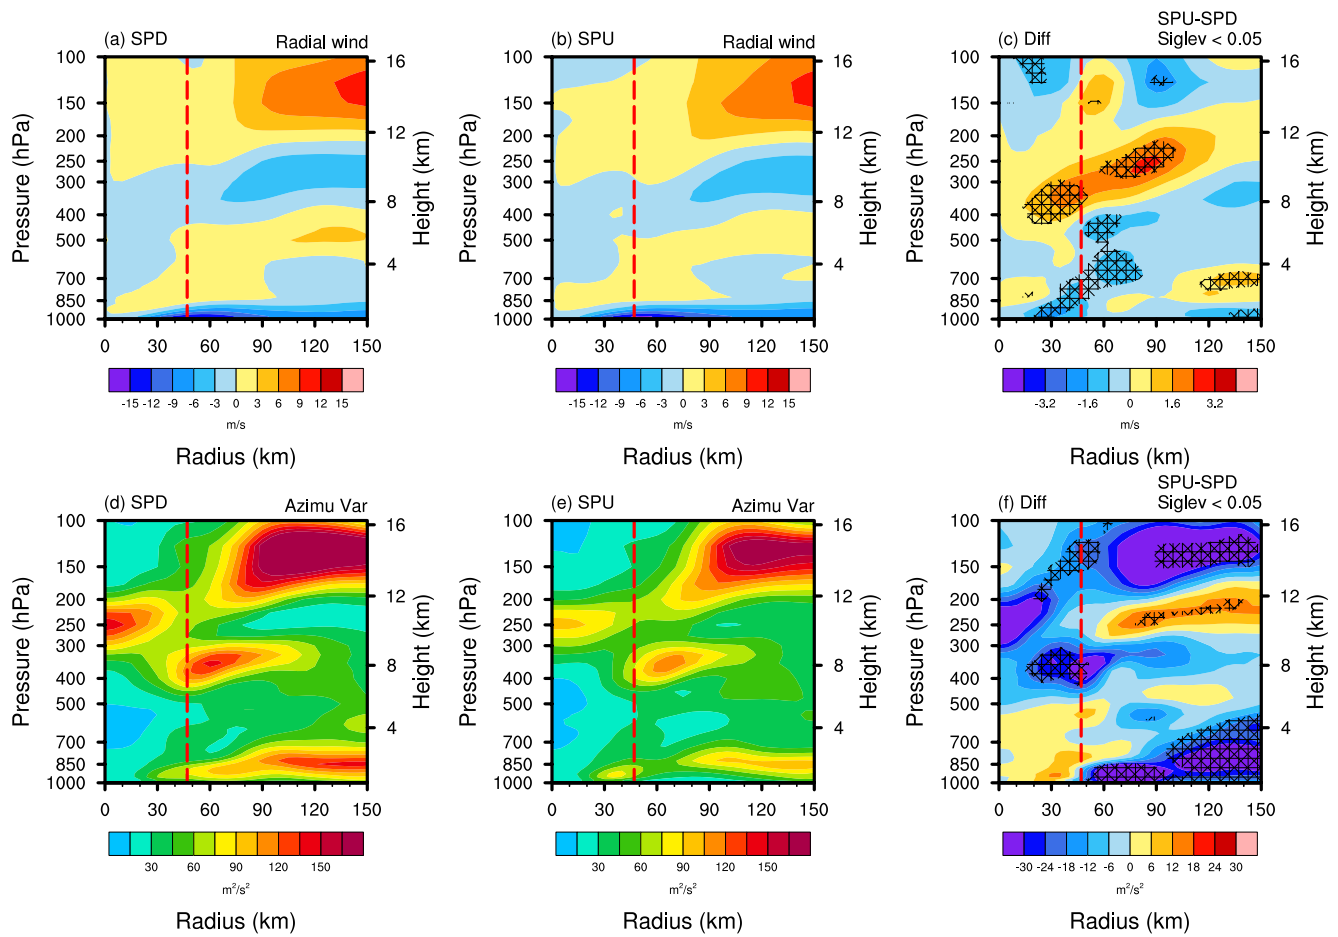 (a) SPD Radial wind
100
150
200
250
300
400
500
700
850
1000
Pressure (hPa)
16
12
8
4
Height (km)
0 30 60 90 120 150
-15 -12 -9 -6 -3 0 3 6 9 12 15
m/s
Radius (km)
(b) SPU Radial wind
100
150
200
250
300
400
500
700
850
1000
Pressure (hPa)
16
12
8
4
Height (km)
0 30 60 90 120 150
-15 -12 -9 -6 -3 0 3 6 9 12 15
m/s
Radius (km)
SPU-SPD
(c) Diff Siglev < 0.05
100
150
200
250
300
400
500
700
850
1000
Pressure (hPa)
16
12
8
4
Height (km)
0 30 60 90 120 150
-3.2 -1.6 0 1.6 3.2
m/s
Radius (km)
(d) SPD Azimu Var
100
150
200
250
300
400
500
700
850
1000
Pressure (hPa)
16
12
8
4
Height (km)
0 30 60 90 120 150
30 60 90 120 150
m²/s²
Radius (km)
(e) SPU Azimu Var
100
150
200
250
300
400
500
700
850
1000
Pressure (hPa)
16
12
8
4
Height (km)
0 30 60 90 120 150
30 60 90 120 150
m²/s²
Radius (km)
SPU-SPD
(f) Diff Siglev < 0.05
100
150
200
250
300
400
500
700
850
1000
Pressure (hPa)
16
12
8
4
Height (km)
0 30 60 90 120 150
-30 -24 -18 -12 -6 0 6 12 18 24 30
m²/s²
Radius (km)